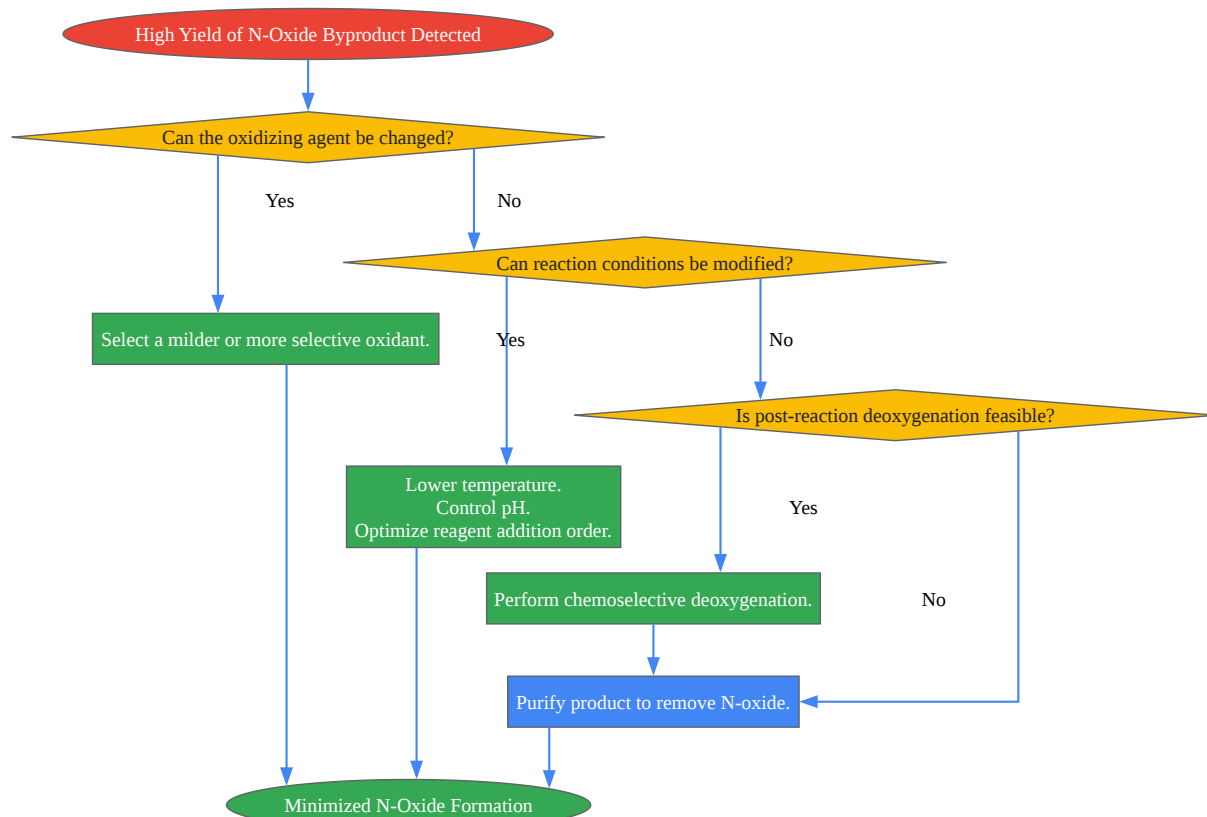 High Yield of N-Oxide Byproduct Detected
Can the oxidizing agent be changed?
Yes
No
Can reaction conditions be modified?
Select a milder or more selective oxidant.
Yes
No
Is post-reaction deoxygenation feasible?
Lower temperature.
Control pH.
Optimize reagent addition order.
Yes
Perform chemoselective deoxygenation.
No
Purify product to remove N-oxide.
Minimized N-Oxide Formation